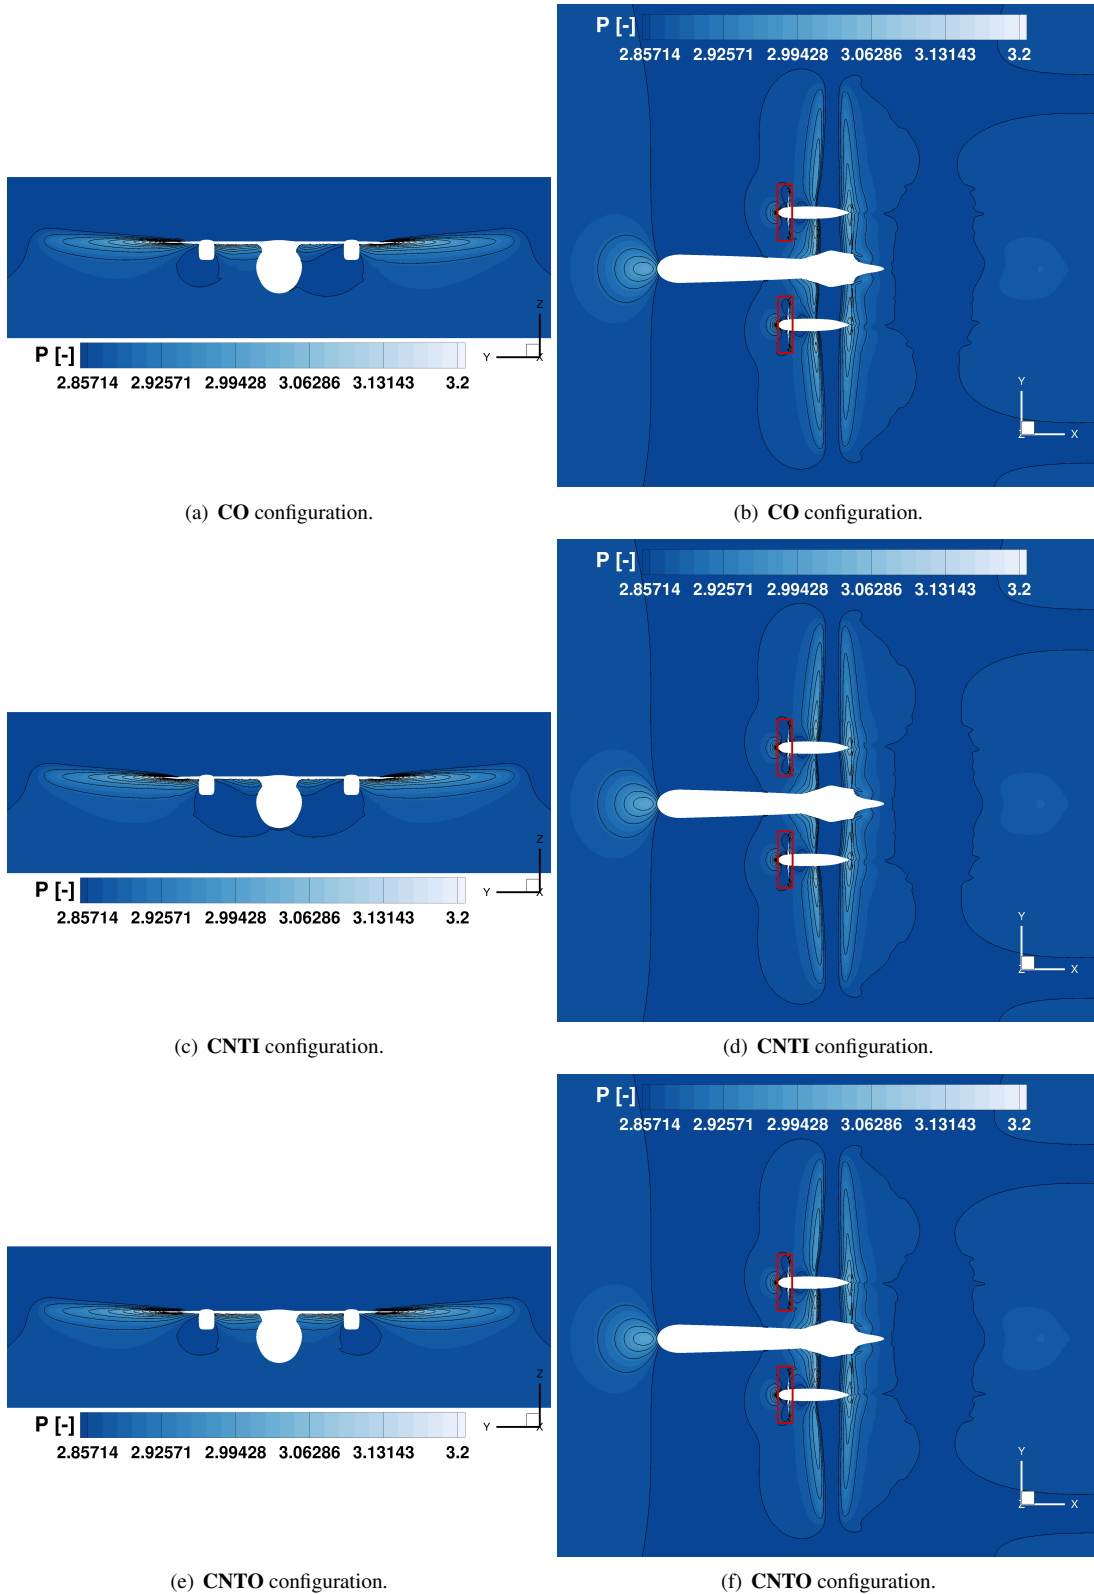 P [-]
2.85714 2.92571 2.99428 3.06286 3.13143 3.2
Z
Y X
P [-]
2.85714 2.92571 2.99428 3.06286 3.13143 3.2
Y
Z X
(a) CO configuration.
(b) CO configuration.
Z
Y X
P [-]
2.85714 2.92571 2.99428 3.06286 3.13143 3.2
P [-]
2.85714 2.92571 2.99428 3.06286 3.13143 3.2
Y
Z X
(c) CNTI configuration.
(d) CNTI configuration.
Z
Y X
P [-]
2.85714 2.92571 2.99428 3.06286 3.13143 3.2
P [-]
2.85714 2.92571 2.99428 3.06286 3.13143 3.2
Y
Z X
(e) CNTO configuration.
(f) CNTO configuration.